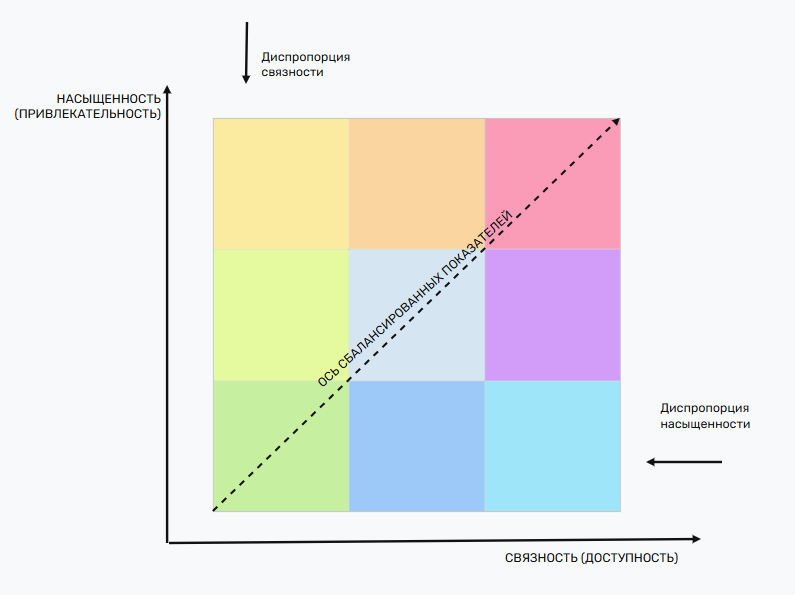 Диспропорция
связности
НАСЫЩЕННОСТЬ
(ПРИВЛЕКАТЕЛЬНОСТЬ)
ОСЬ СБАЛАНСИРОВАННЫХ ПОКАЗАТЕЛЕЙ
Диспропорция
насыщенности
СВЯЗНОСТЬ (ДОСТУПНОСТЬ)